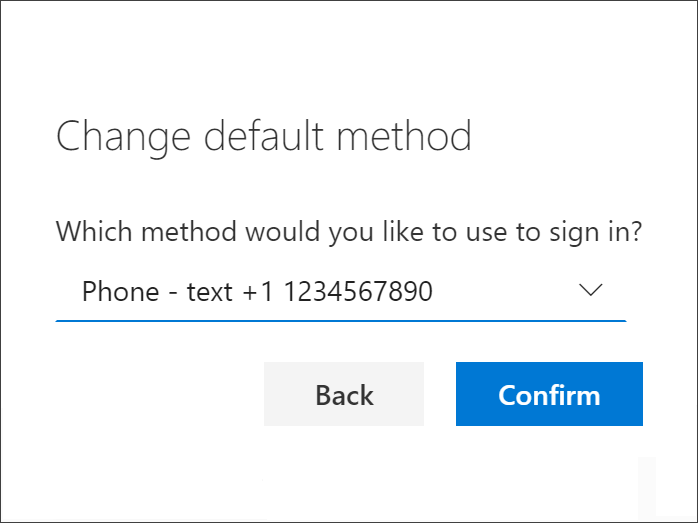 Change default method
Which method would you like to use to sign in?
Phone - text +1 1234567890
Back
Confirm